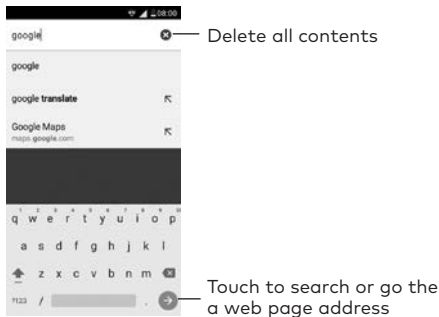 08:00
google
Delete all contents
google
google translate
Google Maps
maps.google.com
q w e r t y u i o p
a s d f g h j k l
z x c v b n m
?123 / .
Touch to search or go the
a web page address